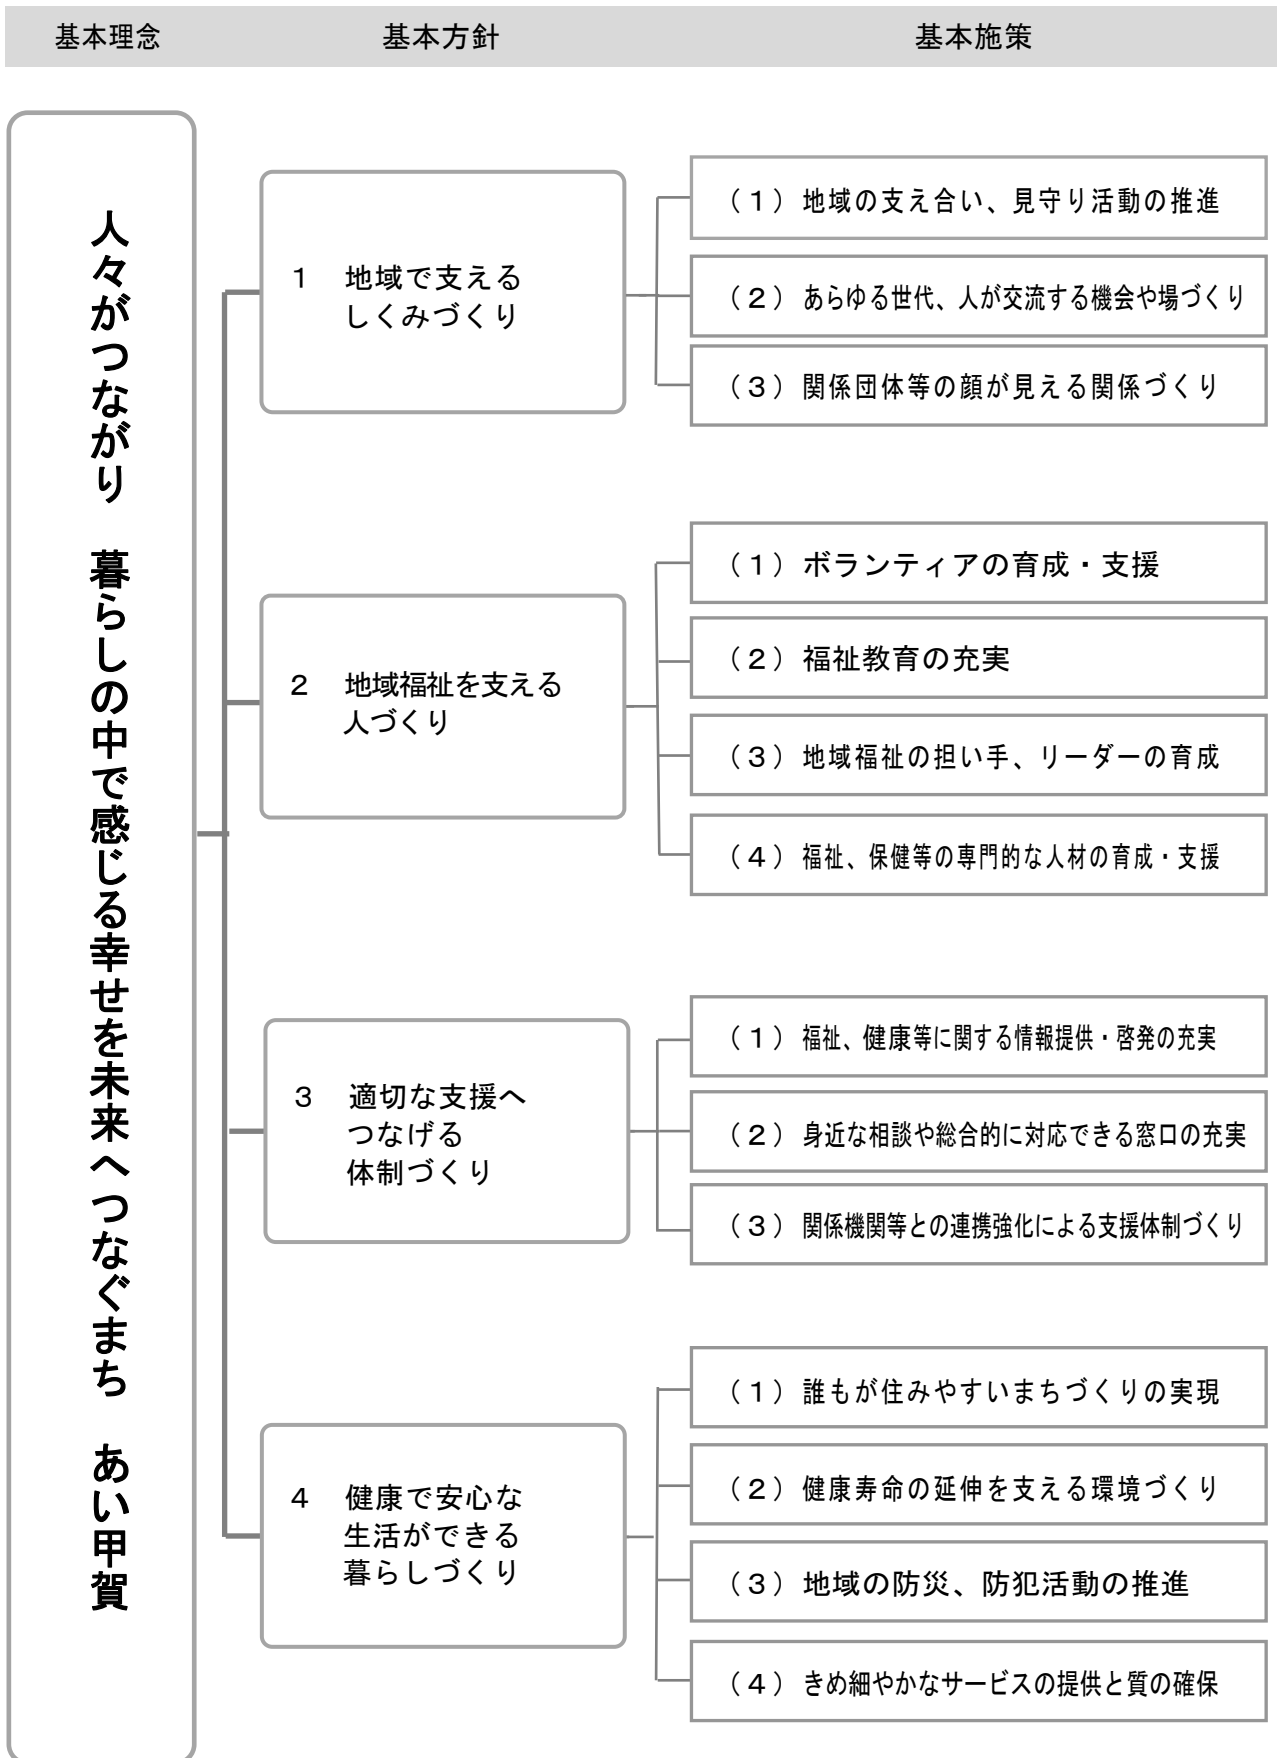 基本理念
基本方針
基本施策
人々がつながり　暮らしの中で感じる幸せを未来へつなぐまち　あい甲賀
1　地域で支える
しくみづくり
（1）地域の支え合い、見守り活動の推進
（2）あらゆる世代、人が交流する機会や場づくり
（3）関係団体等の顔が見える関係づくり
2　地域福祉を支える
人づくり
（1）ボランティアの育成・支援
（2）福祉教育の充実
（3）地域福祉の担い手、リーダーの育成
（4）福祉、保健等の専門的な人材の育成・支援
3　適切な支援へ
つなげる
体制づくり
（1）福祉、健康等に関する情報提供・啓発の充実
（2）身近な相談や総合的に対応できる窓口の充実
（3）関係機関等との連携強化による支援体制づくり
4　健康で安心な
生活ができる
暮らしづくり
（1）誰もが住みやすいまちづくりの実現
（2）健康寿命の延伸を支える環境づくり
（3）地域の防災、防犯活動の推進
（4）きめ細やかなサービスの提供と質の確保